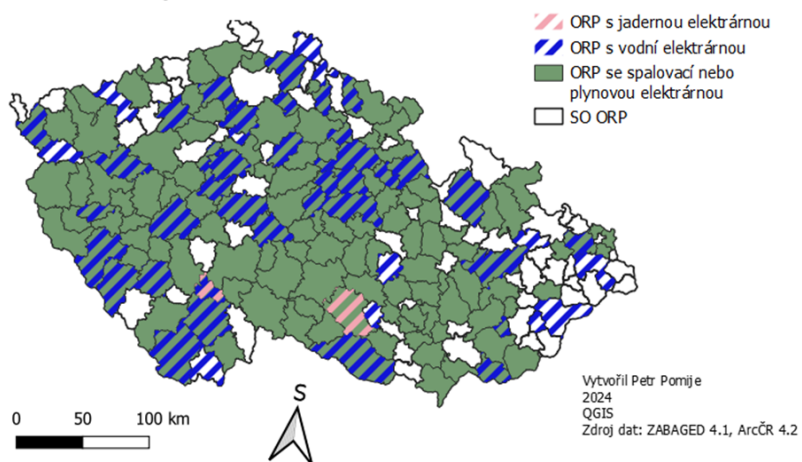 ORP s jadernou elektrárnou
ORP s vodní elektrárnou
ORP se spalovací nebo
plynovou elektrárnou
SO ORP
0 50 100 km
S
Vytvořil Petr Pomije
2024
QGIS
Zdroj dat: ZABAGED 4.1, ArcČR 4.2